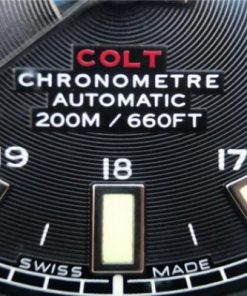 COLT
CHRONOMETRE
AUTOMATIC
200M / 660FT
19 18 17
SWISS MADE